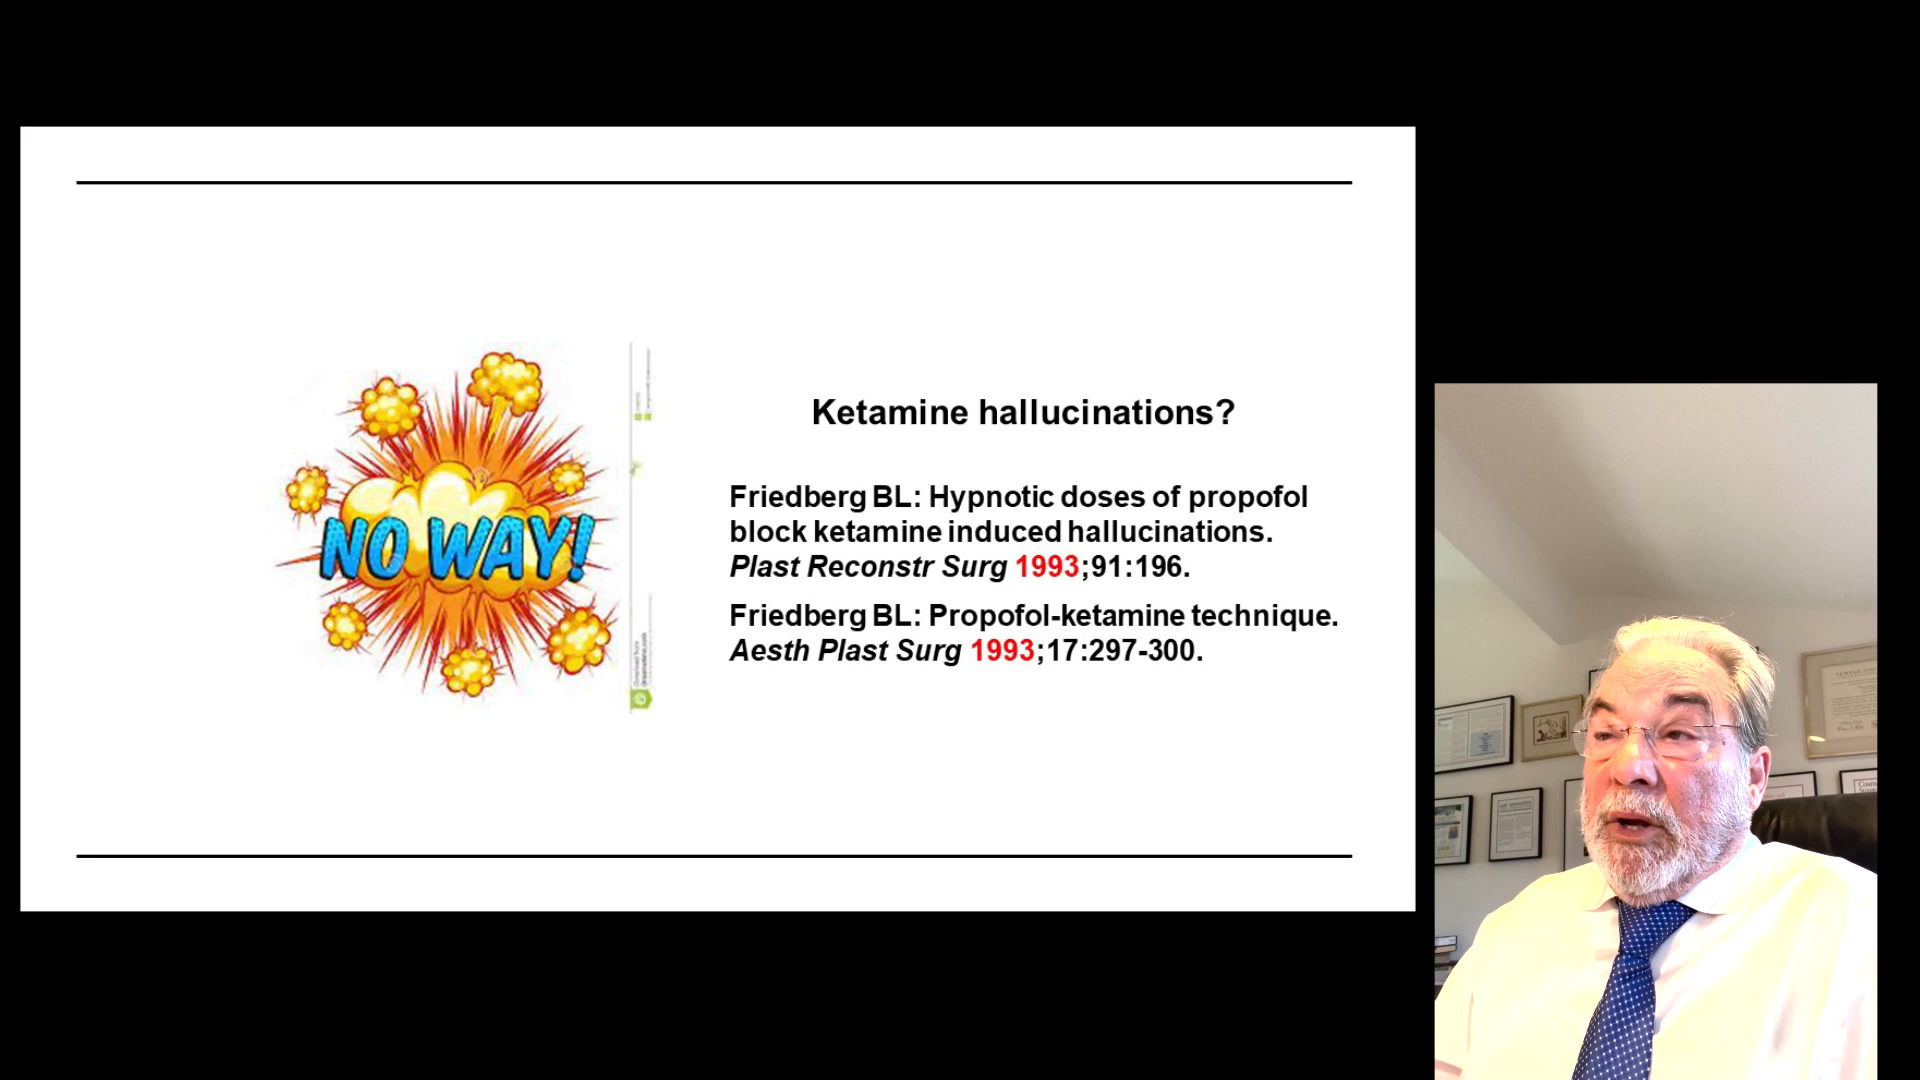 NO WAY!
Ketamine hallucinations?
Friedberg BL: Hypnotic doses of propofol
block ketamine induced hallucinations.
Plast Reconstr Surg 1993;91:196.
Friedberg BL: Propofol-ketamine technique.
Aesth Plast Surg 1993;17:297-300.